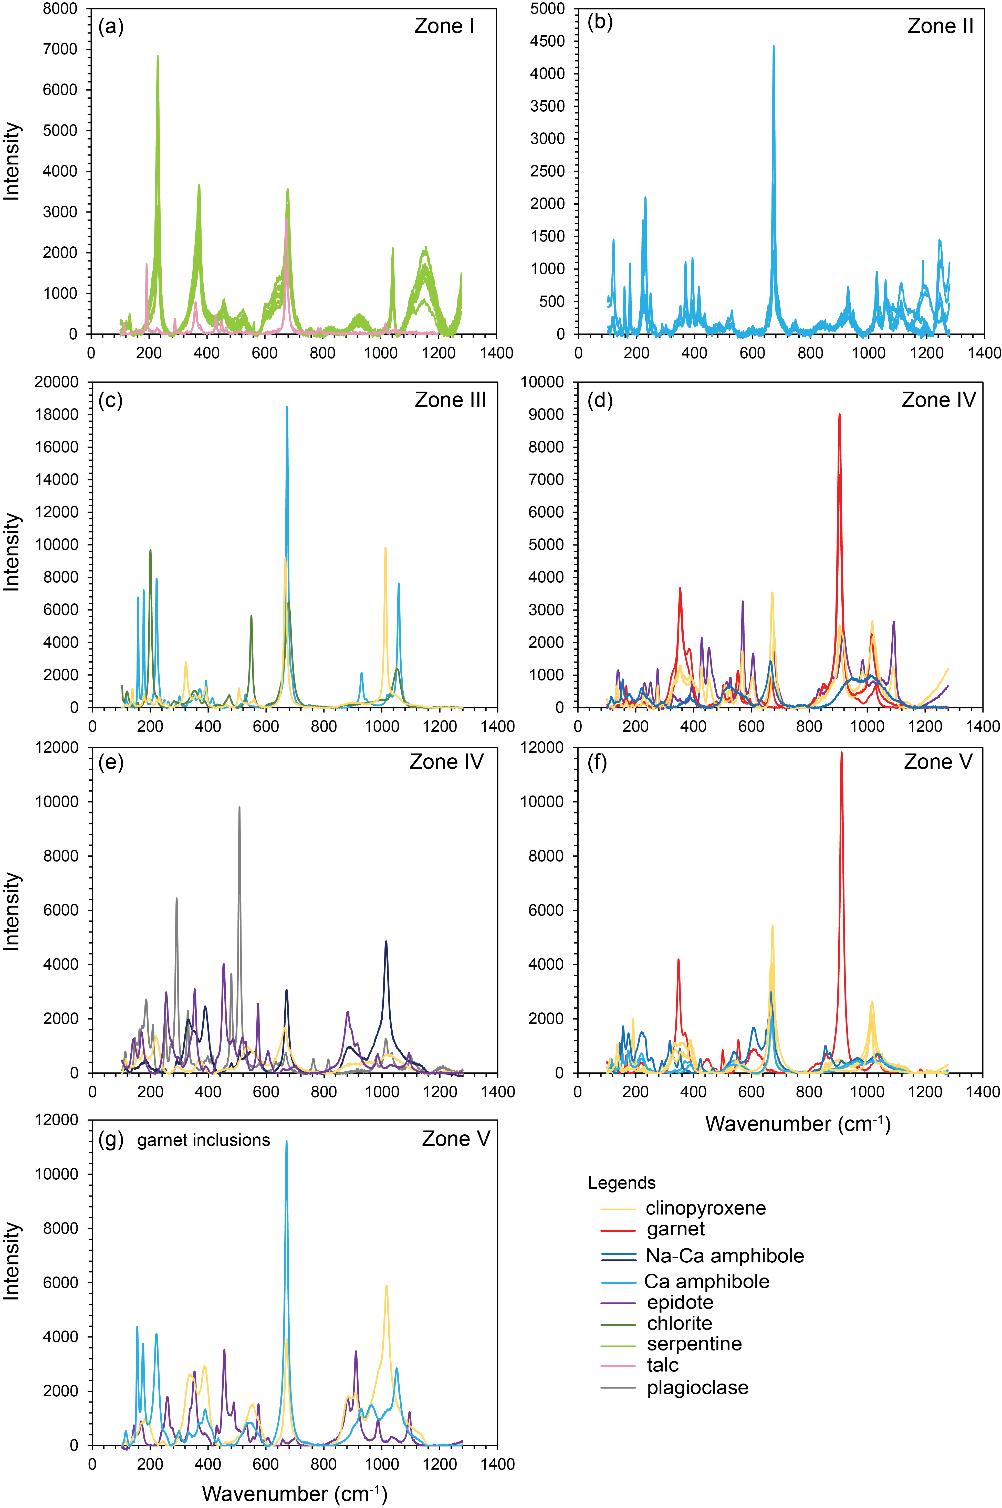 (a) Zone I
8000
7000
6000
5000
4000
3000
2000
1000
0
0 200 400 600 800 1000 1200 1400
Intensity
(b) Zone II
5000
4500
4000
3500
3000
2500
2000
1500
1000
500
0
0 200 400 600 800 1000 1200 1400
(c) Zone III
20000
18000
16000
14000
12000
10000
8000
6000
4000
2000
0
0 200 400 600 800 1000 1200 1400
Intensity
(d) Zone IV
10000
9000
8000
7000
6000
5000
4000
3000
2000
1000
0
0 200 400 600 800 1000 1200 1400
(e) Zone IV
12000
10000
8000
6000
4000
2000
0
0 200 400 600 800 1000 1200 1400
Intensity
(f) Zone V
12000
10000
8000
6000
4000
2000
0
0 200 400 600 800 1000 1200 1400
Wavenumber (cm⁻¹)
(g) garnet inclusions Zone V
12000
10000
8000
6000
4000
2000
0
0 200 400 600 800 1000 1200 1400
Intensity
Wavenumber (cm⁻¹)
Legends
clinopyroxene
garnet
Na-Ca amphibole
Ca amphibole
epidote
chlorite
serpentine
talc
plagioclase